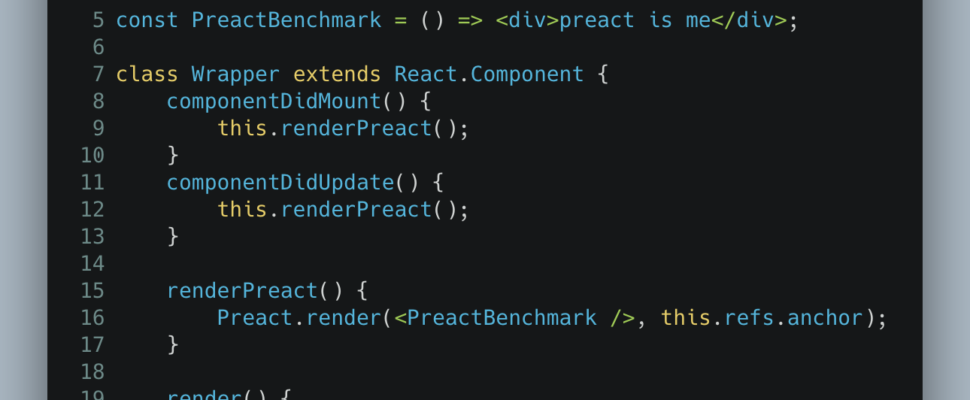 5 const PreactBenchmark = () => <div>preact is me</div>;
6
7 class Wrapper extends React.Component {
8     componentDidMount() {
9         this.renderPreact();
10     }
11     componentDidUpdate() {
12         this.renderPreact();
13     }
14
15     renderPreact() {
16         Preact.render(<PreactBenchmark />, this.refs.anchor);
17     }
18
19     render() {